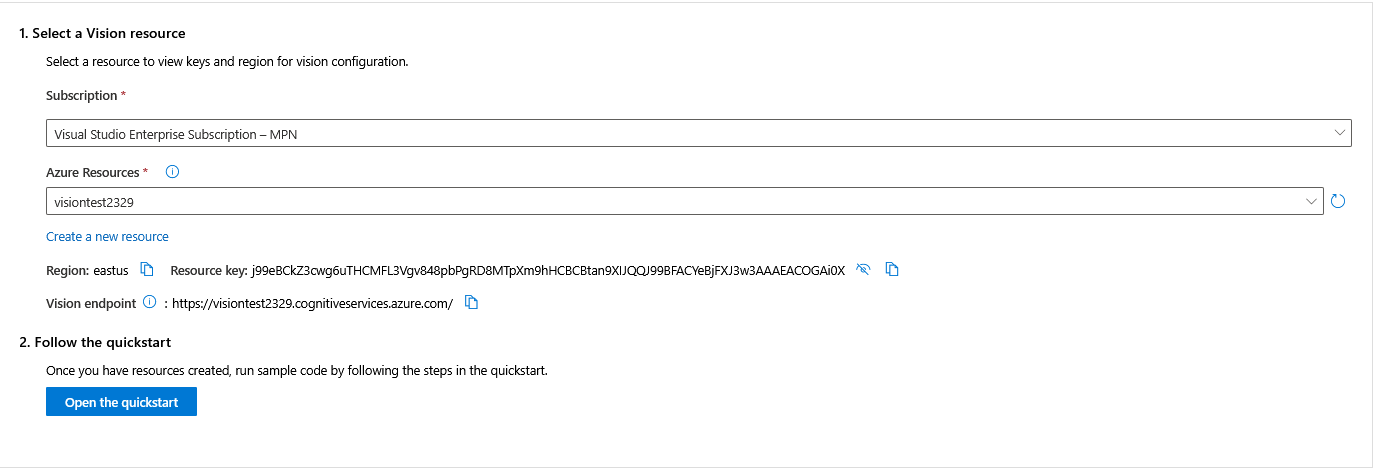 1. Select a Vision resource
Select a resource to view keys and region for vision configuration.
Subscription *
Visual Studio Enterprise Subscription – MPN
Azure Resources *
visiontest2329
Create a new resource
Region: eastus Resource key: j99eBCkZ3cwg6uTHCMFL3Vgv848pbPgRD8MTpXm9hHCBCBtan9XIJQQJ99BFACYeBjFXJ3w3AAAEACOGAi0X
Vision endpoint : https://visiontest2329.cognitiveservices.azure.com/
2. Follow the quickstart
Once you have resources created, run sample code by following the steps in the quickstart.
Open the quickstart